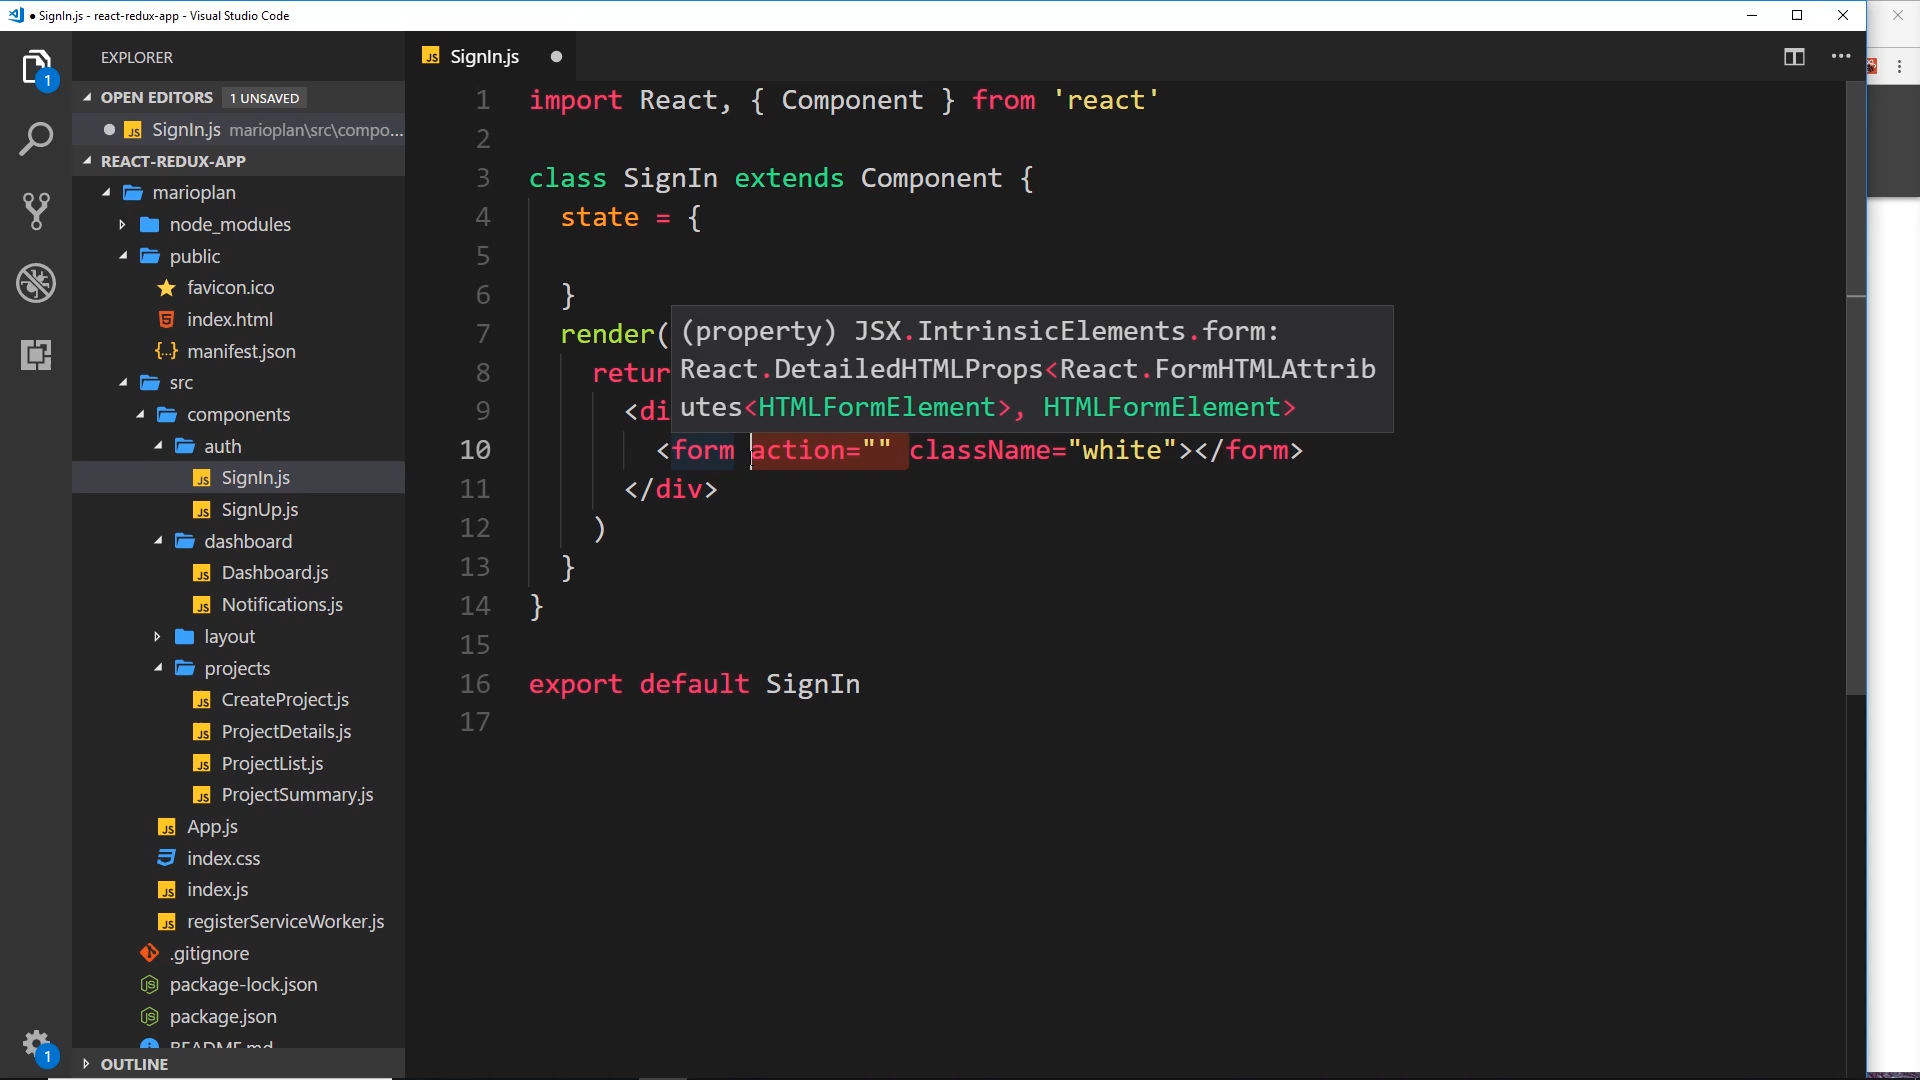 ● SignIn.js - react-redux-app - Visual Studio Code
EXPLORER
OPEN EDITORS 1 UNSAVED
SignIn.js marioplan\src\compo...
REACT-REDUX-APP
marioplan
node_modules
public
favicon.ico
index.html
manifest.json
src
components
auth
SignIn.js
SignUp.js
dashboard
Dashboard.js
Notifications.js
layout
projects
CreateProject.js
ProjectDetails.js
ProjectList.js
ProjectSummary.js
App.js
index.css
index.js
registerServiceWorker.js
.gitignore
package-lock.json
package.json
README.md
OUTLINE
1
1
SignIn.js
1 import React, { Component } from 'react'
2
3 class SignIn extends Component {
4 state = {
5
6 }
7 render(
8 retur
9 <di
(property) JSX.IntrinsicElements.form:
React.DetailedHTMLProps<React.FormHTMLAttrib
utes<HTMLFormElement>, HTMLFormElement>
10 <form action="" className="white"></form>
11 </div>
12 )
13 }
14 }
15
16 export default SignIn
17